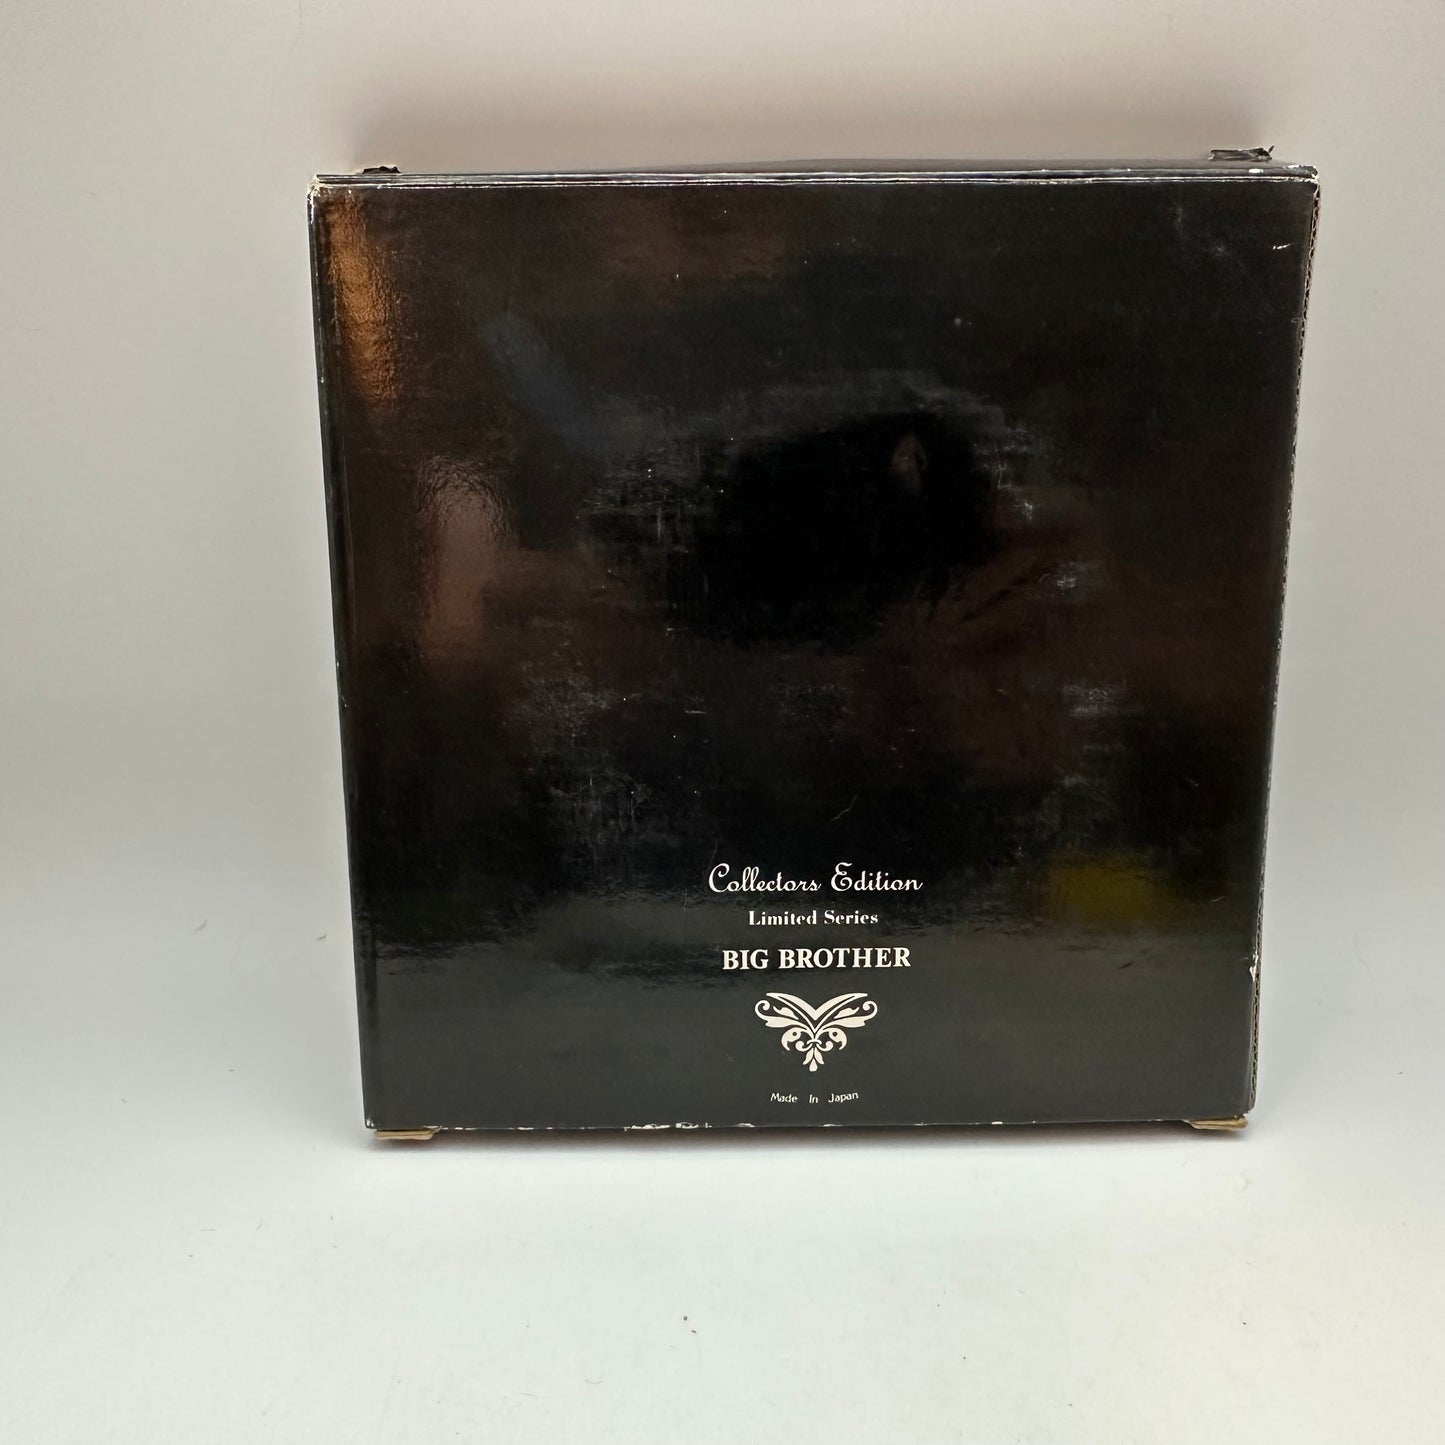 Collectors Edition
Limited Series
BIG BROTHER
Made In Japan